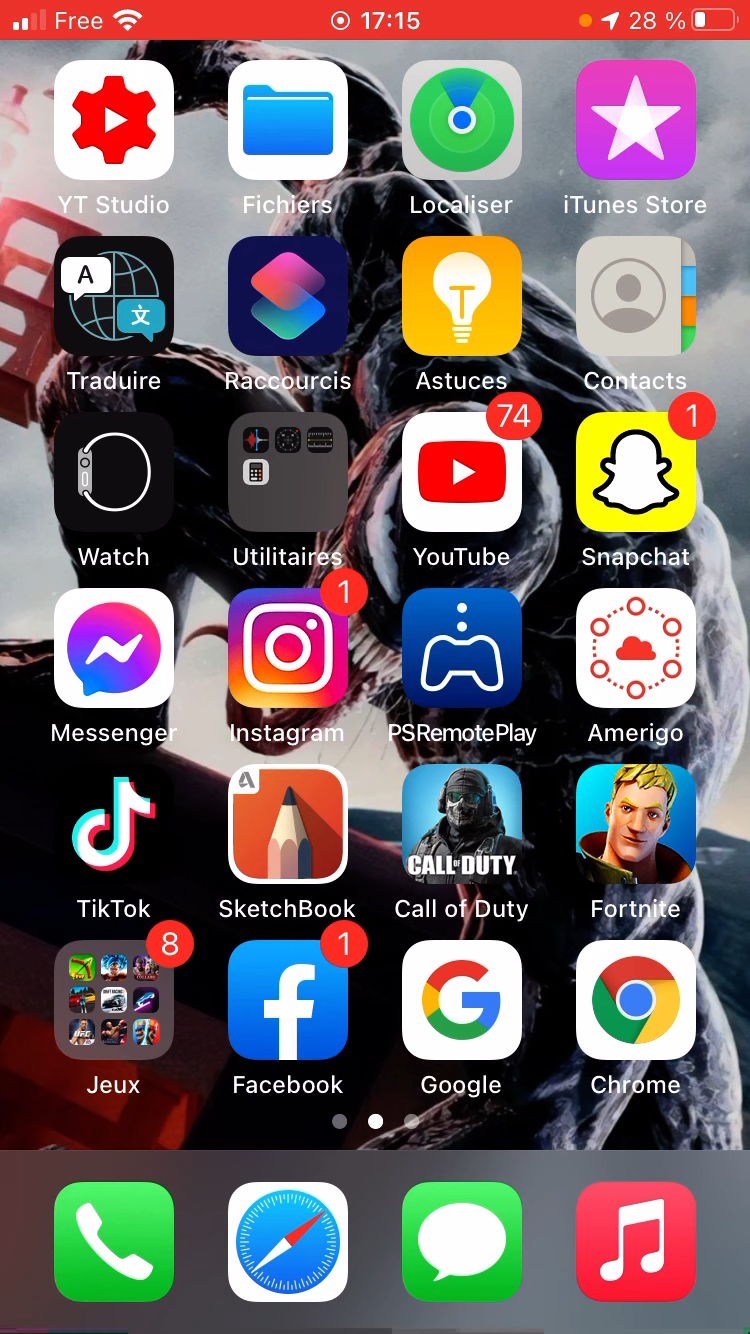 Free 17:15 28 %
YT Studio Fichiers Localiser iTunes Store
A 文
Traduire Raccourcis Astuces Contacts
74 1
Watch Utilitaires YouTube Snapchat
1
Messenger Instagram PSRemotePlay Amerigo
CALL OF DUTY
TikTok SketchBook Call of Duty Fortnite
8 1
Jeux Facebook Google Chrome